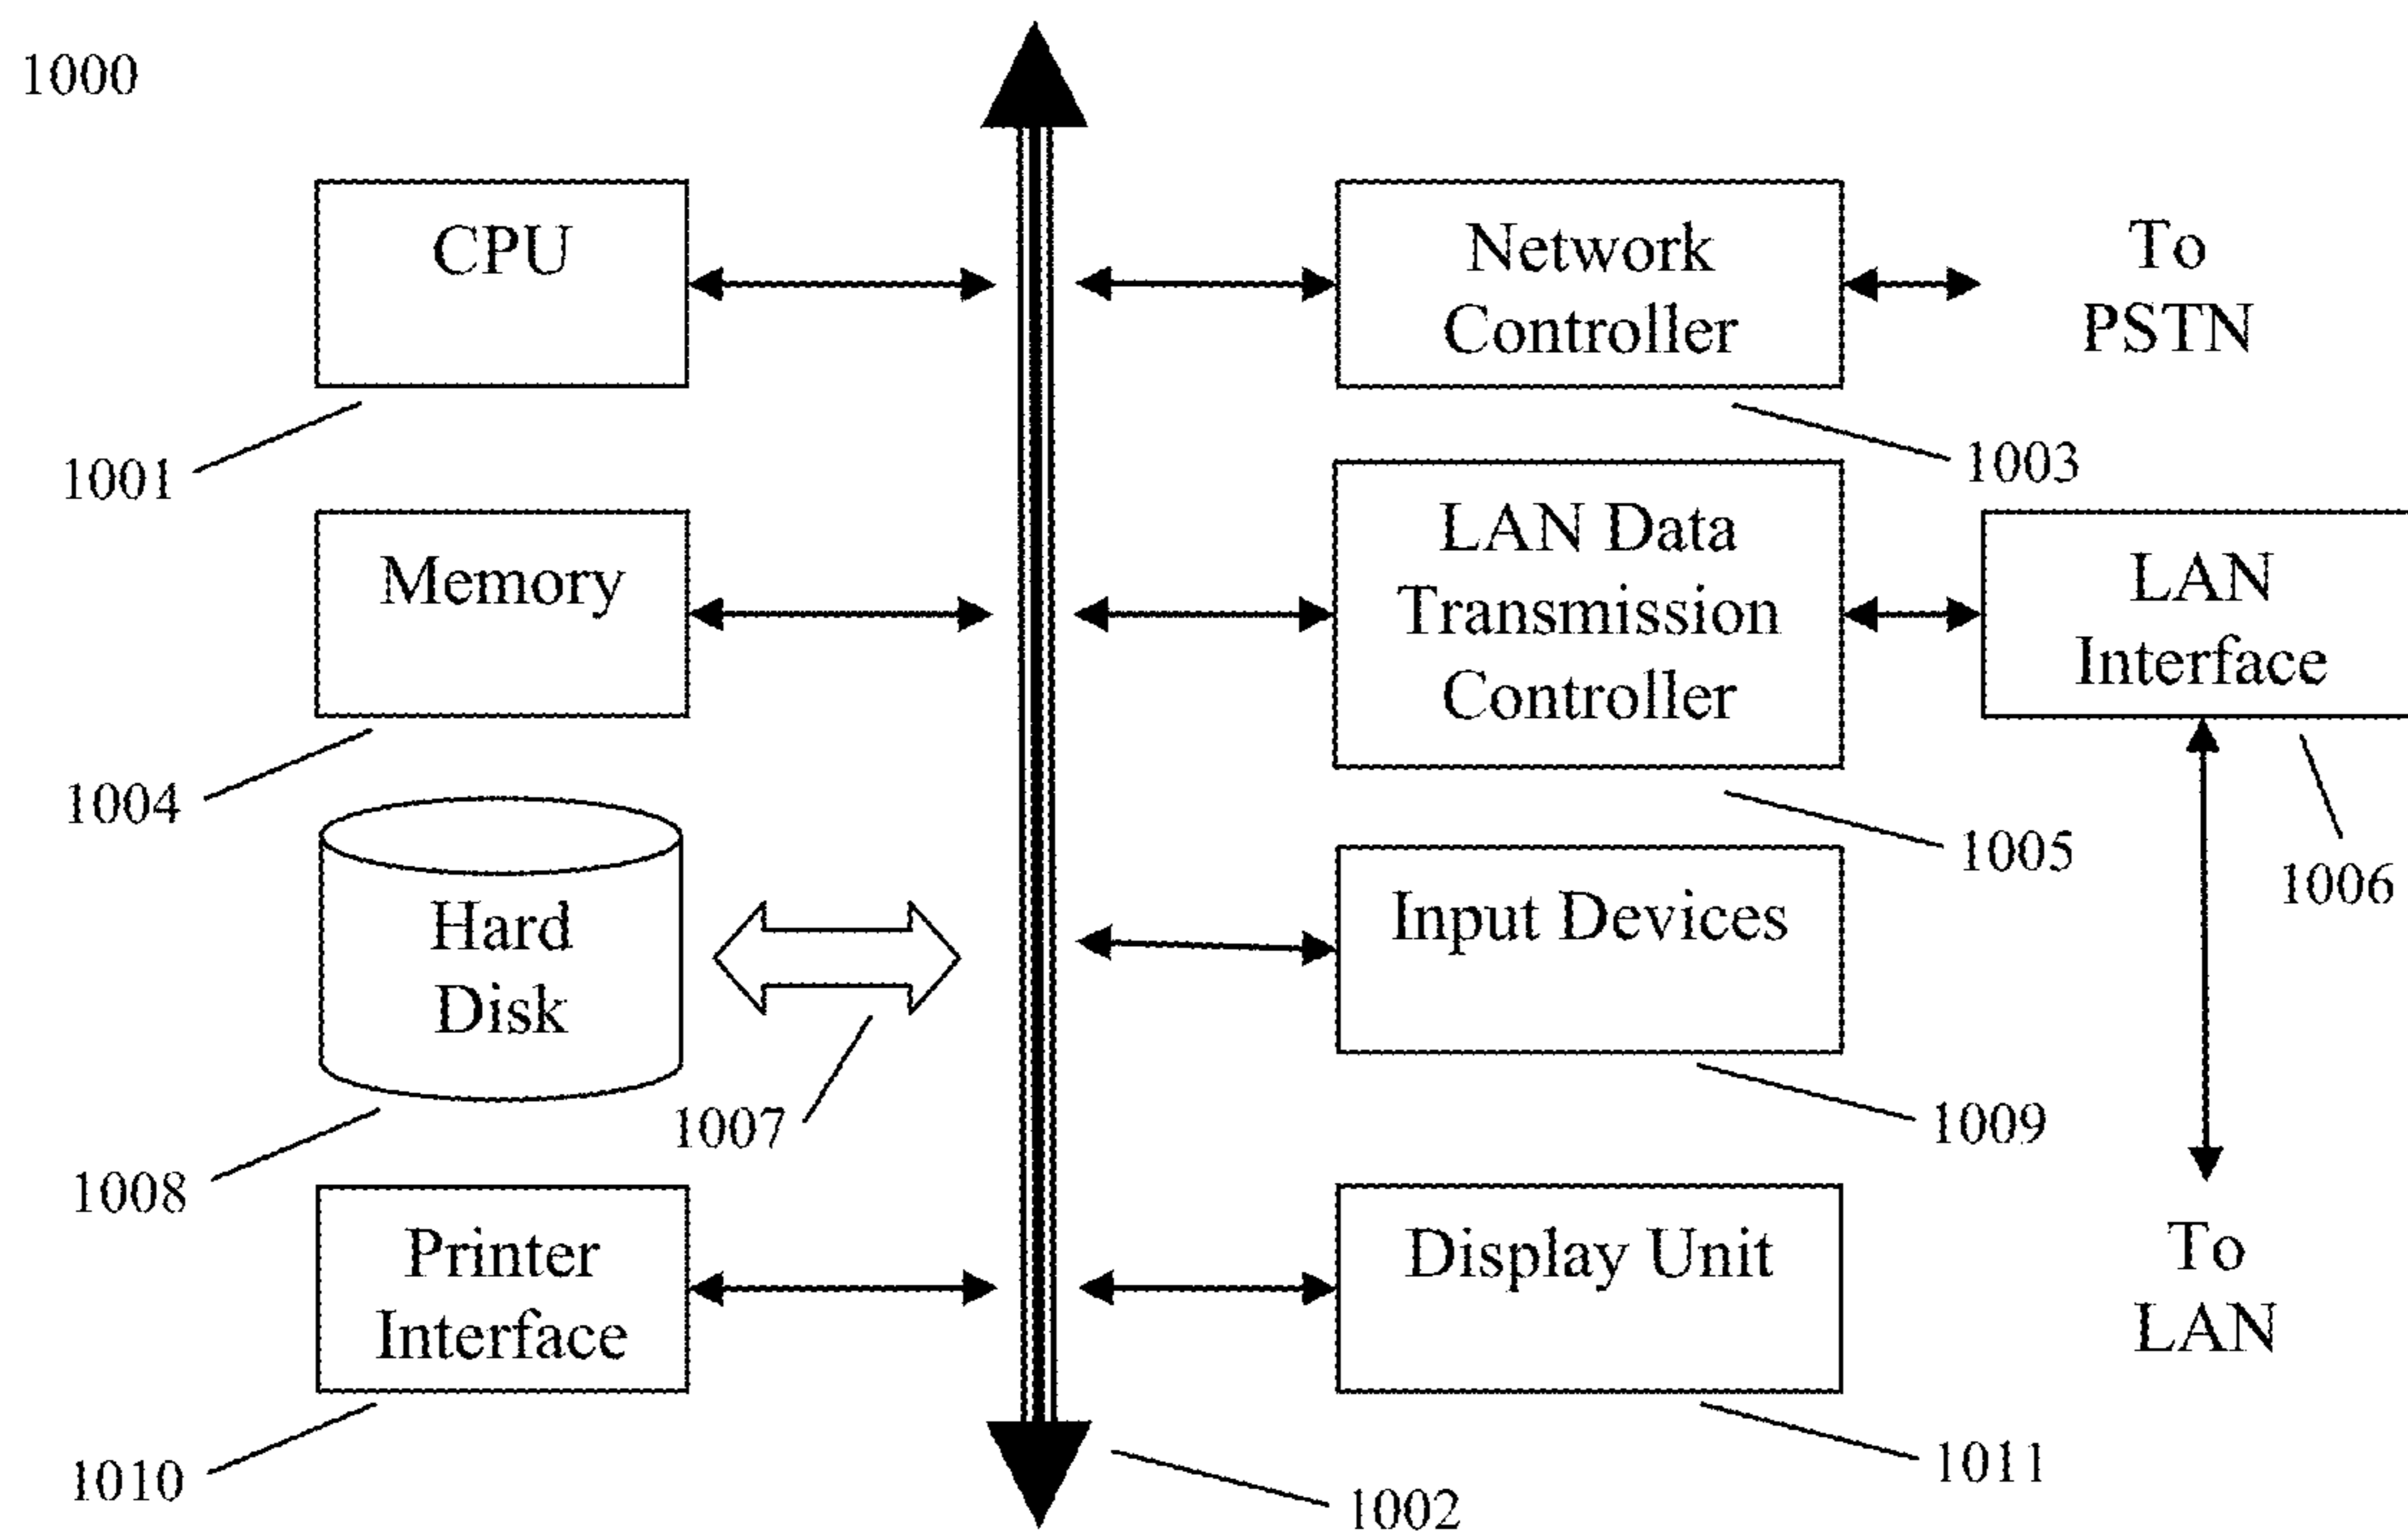 1000
CPU
Network
Controller
To
PSTN
1001
1003
Memory
LAN Data
Transmission
Controller
LAN
Interface
1004
1005
1006
Hard
Disk
1007
Input Devices
1008
1009
Printer
Interface
Display Unit
To
LAN
1010
1002
1011